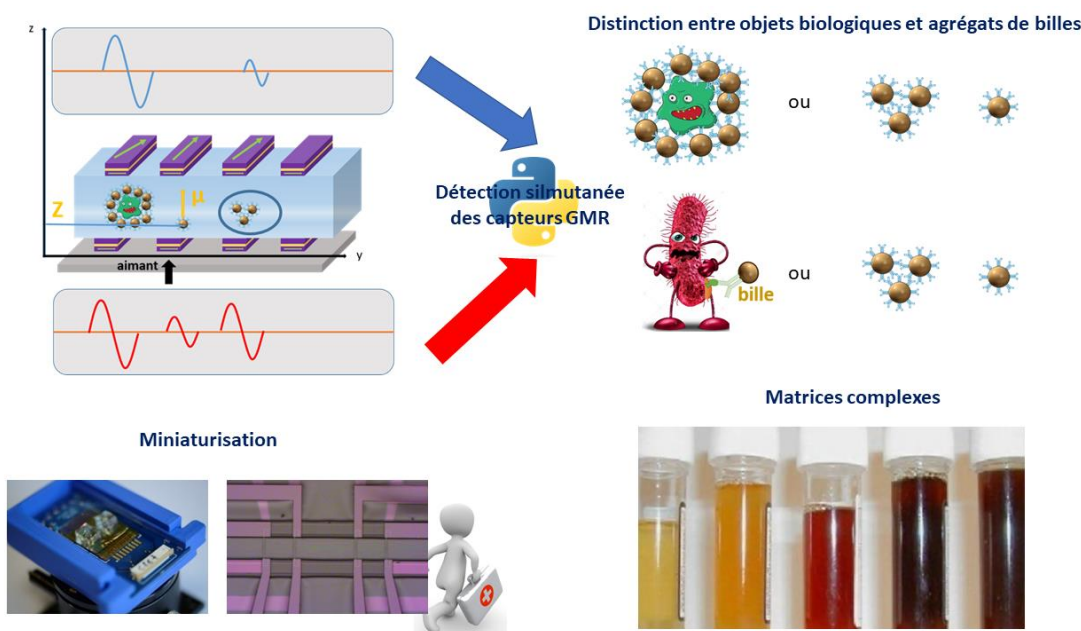 Distinction entre objets biologiques et agrégats de billes
z
ou
Z
µ
Détection silmutanée
des capteurs GMR
y
aimant
ou
bille
Matrices complexes
Miniaturisation